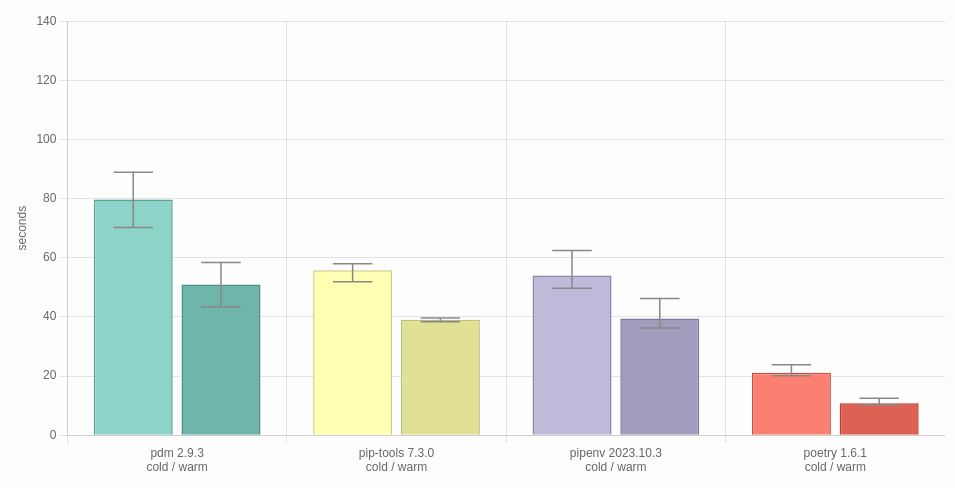 140
120
100
80
60
40
20
0
seconds
pdm 2.9.3
cold / warm
pip-tools 7.3.0
cold / warm
pipenv 2023.10.3
cold / warm
poetry 1.6.1
cold / warm